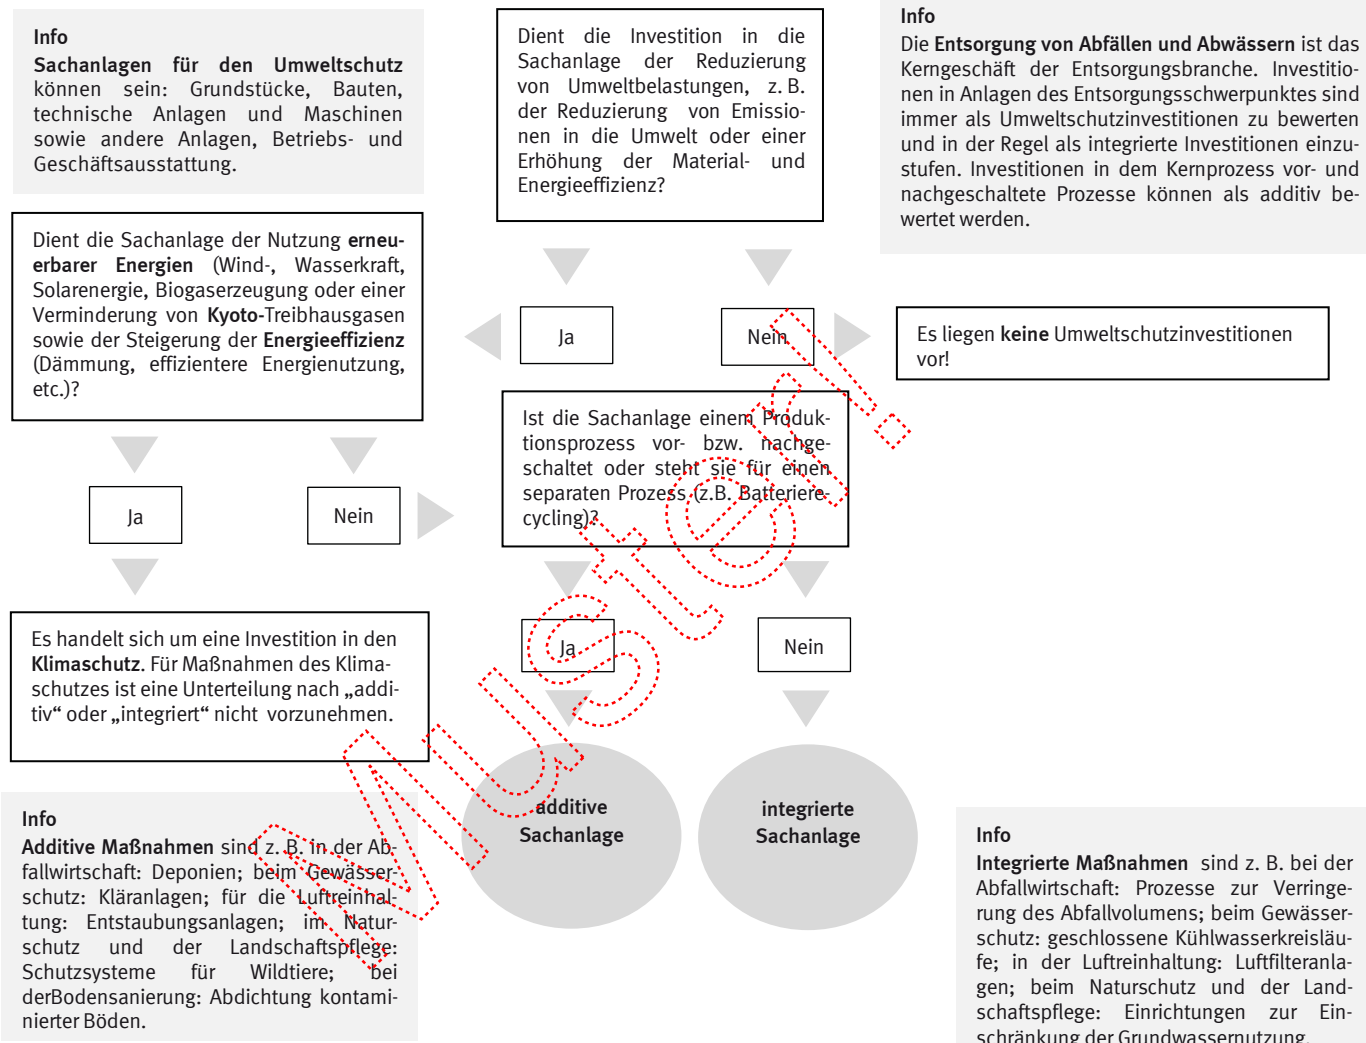 Info
Sachanlagen für den Umweltschutz
können sein: Grundstücke, Bauten,
technische Anlagen und Maschinen
sowie andere Anlagen, Betriebs- und
Geschäftsausstattung.
Dient die Investition in die
Sachanlage der Reduzierung
von Umweltbelastungen, z. B.
der Reduzierung von Emissio-
nen in die Umwelt oder einer
Erhöhung der Material- und
Energieeffizienz?
Info
Die Entsorgung von Abfällen und Abwässern ist das
Kerngeschäft der Entsorgungsbranche. Investitio-
nen in Anlagen des Entsorgungsschwerpunktes sind
immer als Umweltschutzinvestitionen zu bewerten
und in der Regel als integrierte Investitionen einzu-
stufen. Investitionen in dem Kernprozess vor- und
nachgeschaltete Prozesse können als additiv be-
wertet werden.
Dient die Sachanlage der Nutzung erneu-
erbarer Energien (Wind-, Wasserkraft,
Solarenergie, Biogaserzeugung oder einer
Verminderung von Kyoto-Treibhausgasen
sowie der Steigerung der Energieeffizienz
(Dämmung, effizientere Energienutzung,
etc.)?
Ja
Nein
Es liegen keine Umweltschutzinvestitionen
vor!
Ist die Sachanlage einem Produk-
tionsprozess vor- bzw. nachge-
schaltet oder steht sie für einen
separaten Prozess (z.B. Batteriere-
cycling)?
Ja
Nein
Ja
Nein
Es handelt sich um eine Investition in den
Klimaschutz. Für Maßnahmen des Klima-
schutzes ist eine Unterteilung nach „addi-
tiv“ oder „integriert“ nicht vorzunehmen.
additive
Sachanlage
integrierte
Sachanlage
Info
Additive Maßnahmen sind z. B. in der Ab-
fallwirtschaft: Deponien; beim Gewässer-
schutz: Kläranlagen; für die Luftreinhal-
tung: Entstaubungsanlagen; im Natur-
schutz und der Landschaftspflege:
Schutzsysteme für Wildtiere; bei
derBodensanierung: Abdichtung kontami-
nierter Böden.
Info
Integrierte Maßnahmen sind z. B. bei der
Abfallwirtschaft: Prozesse zur Verringe-
rung des Abfallvolumens; beim Gewässer-
schutz: geschlossene Kühlwasserkreisläu-
fe; in der Luftreinhaltung: Luftfilteranla-
gen; beim Naturschutz und der Land-
schaftspflege: Einrichtungen zur Ein-
schränkung der Grundwassernutzung.
Muster!